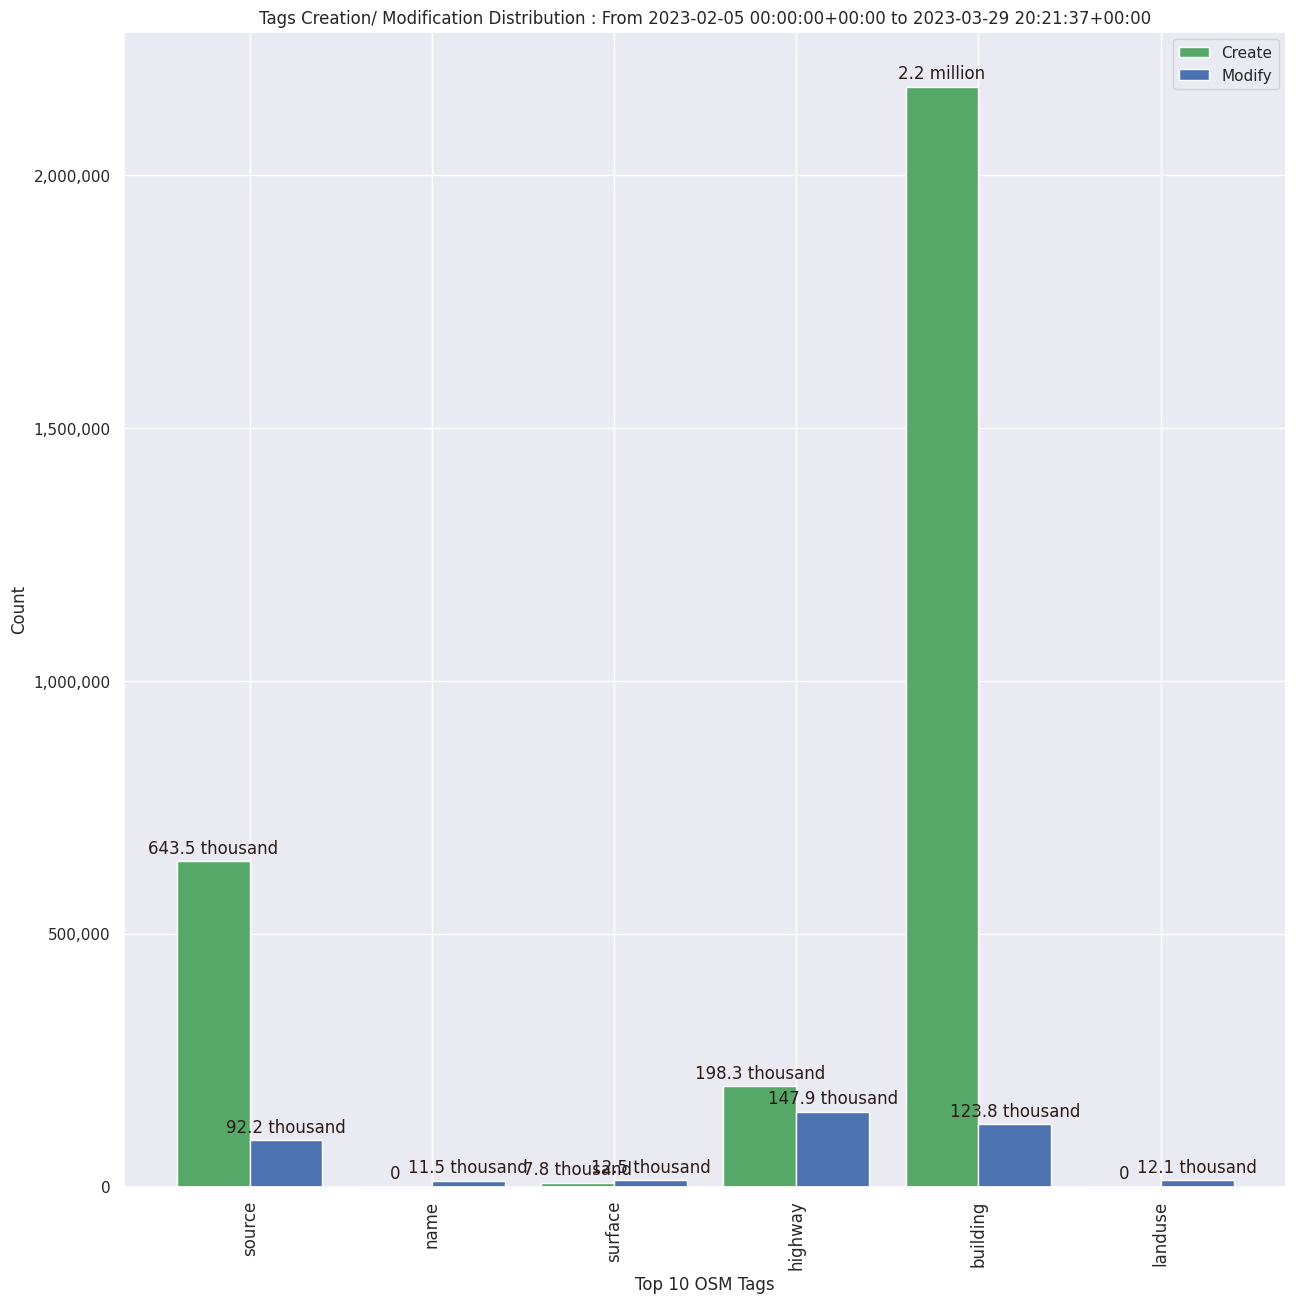 Tags Creation/ Modification Distribution : From 2023-02-05 00:00:00+00:00 to 2023-03-29 20:21:37+00:00
Create
Modify
2.2 million
2,000,000
1,500,000
1,000,000
500,000
0
Count
643.5 thousand
92.2 thousand
0
11.5 thousand
7.8 thousand
12.5 thousand
198.3 thousand
147.9 thousand
123.8 thousand
0
12.1 thousand
source
name
surface
highway
building
landuse
Top 10 OSM Tags